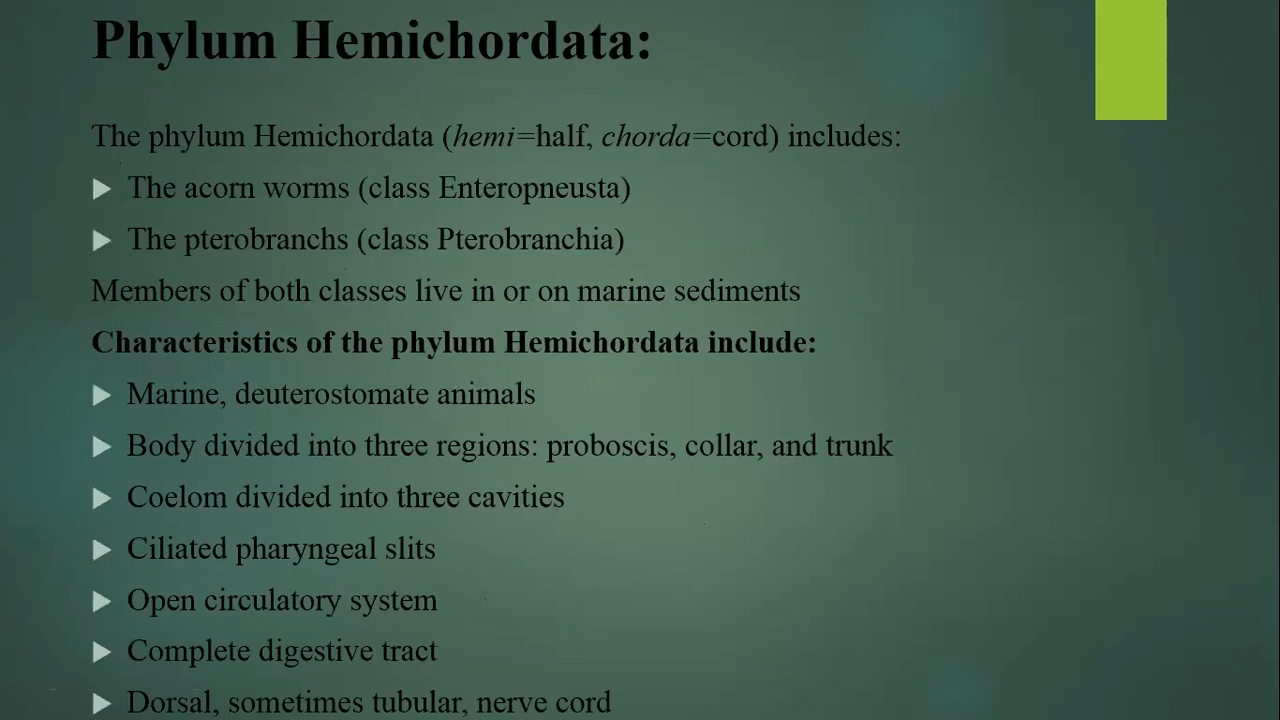 Phylum Hemichordata:
The phylum Hemichordata (hemi=half, chorda=cord) includes:
The acorn worms (class Enteropneusta)
The pterobranchs (class Pterobranchia)
Members of both classes live in or on marine sediments
Characteristics of the phylum Hemichordata include:
Marine, deuterostomate animals
Body divided into three regions: proboscis, collar, and trunk
Coelom divided into three cavities
Ciliated pharyngeal slits
Open circulatory system
Complete digestive tract
Dorsal, sometimes tubular, nerve cord